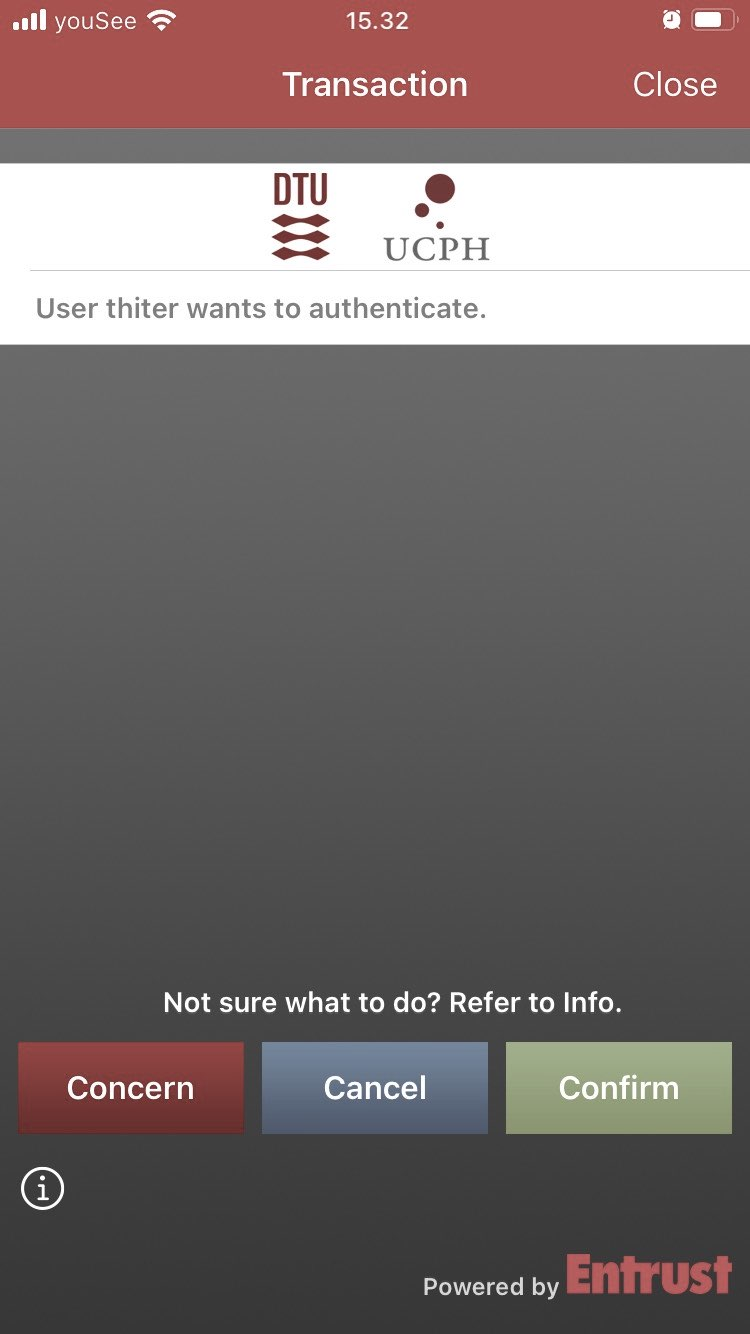 youSee 15.32
Transaction Close
DTU UCPH
User thiter wants to authenticate.
Not sure what to do? Refer to Info.
Concern Cancel Confirm
i
Powered by Entrust